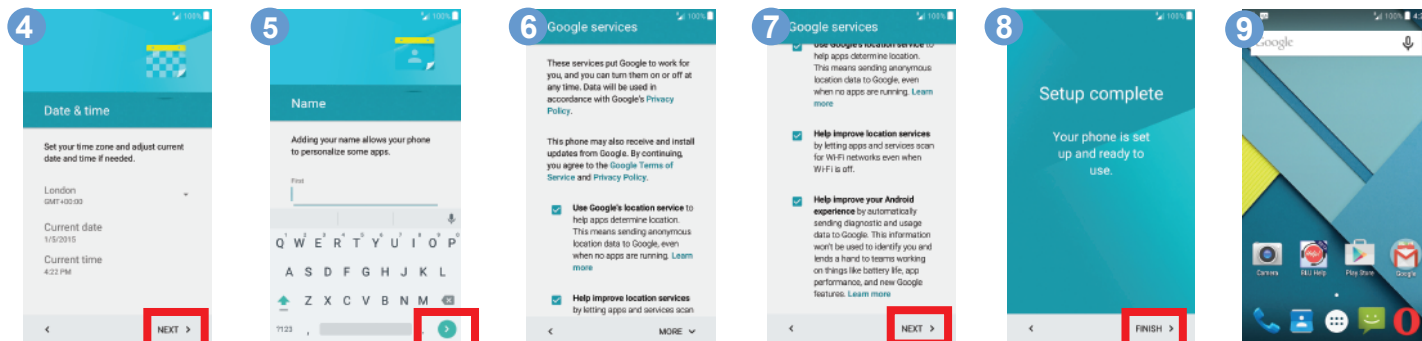 4
100%
Date & time
Set your time zone and adjust current
date and time if needed.
London
GMT+00:00
Current date
1/5/2015
Current time
4:22 PM
NEXT
5
100%
Name
Adding your name allows your phone
to personalize some apps.
First
Q W E R T Y U I O P
A S D F G H J K L
Z X C V B N M
?123 , .
6
100%
Google services
These services put Google to work for
you, and you can turn them on or off at
any time. Data will be used in
accordance with Google's Privacy
Policy.
This phone may also receive and install
updates from Google. By continuing,
you agree to the Google Terms of
Service and Privacy Policy.
Use Google's location service to
help apps determine location.
This means sending anonymous
location data to Google, even
when no apps are running. Learn
more
Help improve location services
by letting apps and services scan
MORE
7
100%
Google services
Use Google's location service to
help apps determine location.
This means sending anonymous
location data to Google, even
when no apps are running. Learn
more
Help improve location services
by letting apps and services scan
for Wi-Fi networks even when
Wi-Fi is off.
Help improve your Android
experience by automatically
sending diagnostic and usage
data to Google. This information
won't be used to identify you and
lends a hand to teams working
on things like battery life, app
performance, and new Google
features. Learn more
NEXT
8
100%
Setup complete
Your phone is set
up and ready to
use.
FINISH
9
100%
Google
Camera
BLU Help
Play Store
Google